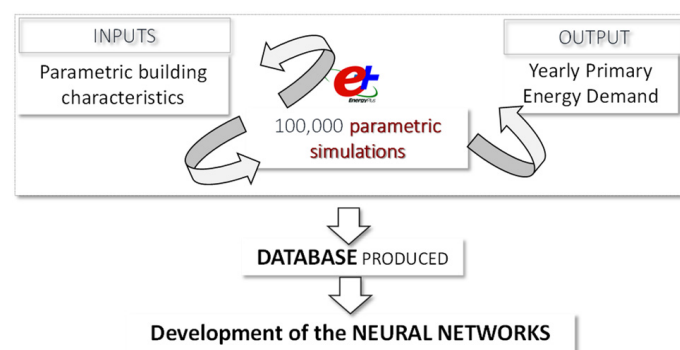 INPUTS
Parametric building
characteristics
e+
EnergyPlus
100,000 parametric
simulations
OUTPUT
Yearly Primary
Energy Demand
DATABASE PRODUCED
Development of the NEURAL NETWORKS